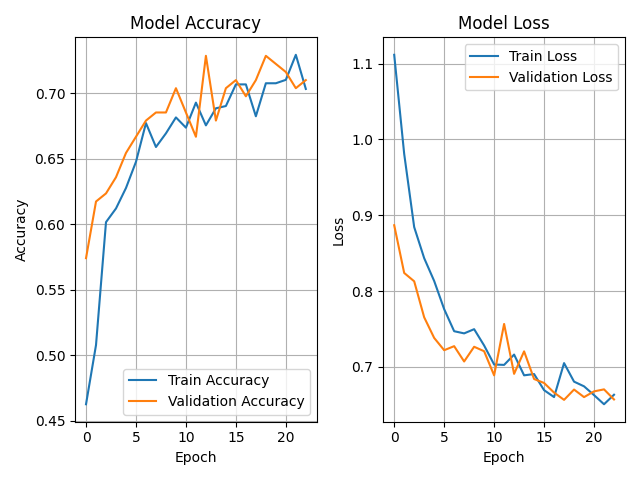 Model Accuracy
0.70
0.65
0.60
0.55
0.50
0.45
Accuracy
0
5
10
15
20
Epoch
Train Accuracy
Validation Accuracy
Model Loss
1.1
1.0
0.9
0.8
0.7
Loss
0
5
10
15
20
Epoch
Train Loss
Validation Loss